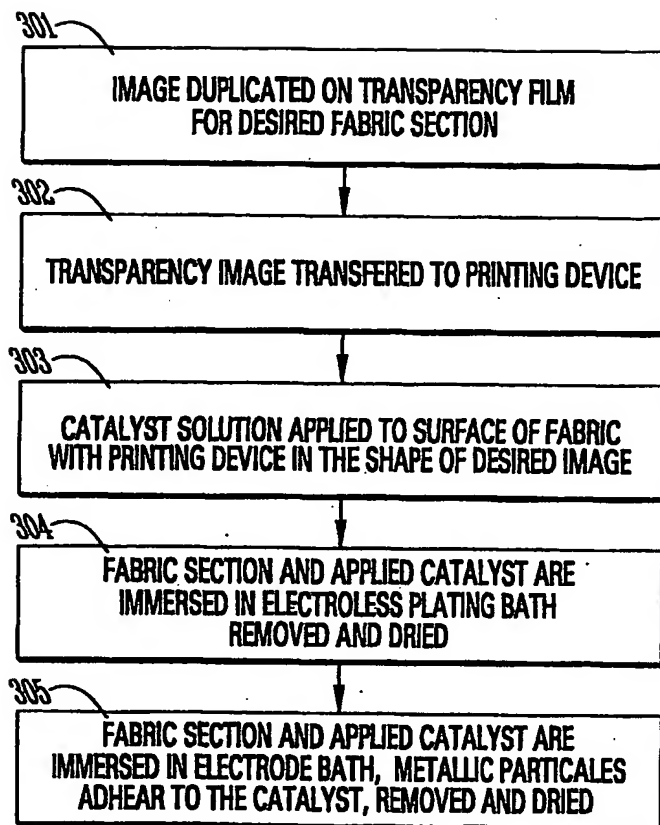 301
IMAGE DUPLICATED ON TRANSPARENCY FILM
FOR DESIRED FABRIC SECTION
302
TRANSPARENCY IMAGE TRANSFERED TO PRINTING DEVICE
303
CATALYST SOLUTION APPLIED TO SURFACE OF FABRIC
WITH PRINTING DEVICE IN THE SHAPE OF DESIRED IMAGE
304
FABRIC SECTION AND APPLIED CATALYST ARE
IMMERSED IN ELECTROLESS PLATING BATH
REMOVED AND DRIED
305
FABRIC SECTION AND APPLIED CATALYST ARE
IMMERSED IN ELECTRODE BATH, METALLIC PARTICALES
ADHEAR TO THE CATALYST, REMOVED AND DRIED